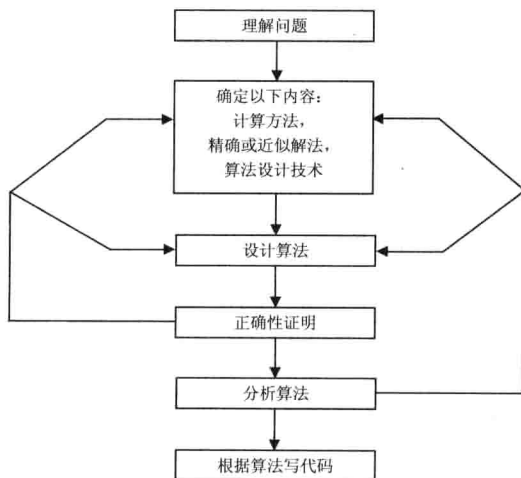 理解问题
确定以下内容：
计算方法，
精确或近似解法，
算法设计技术
设计算法
正确性证明
分析算法
根据算法写代码